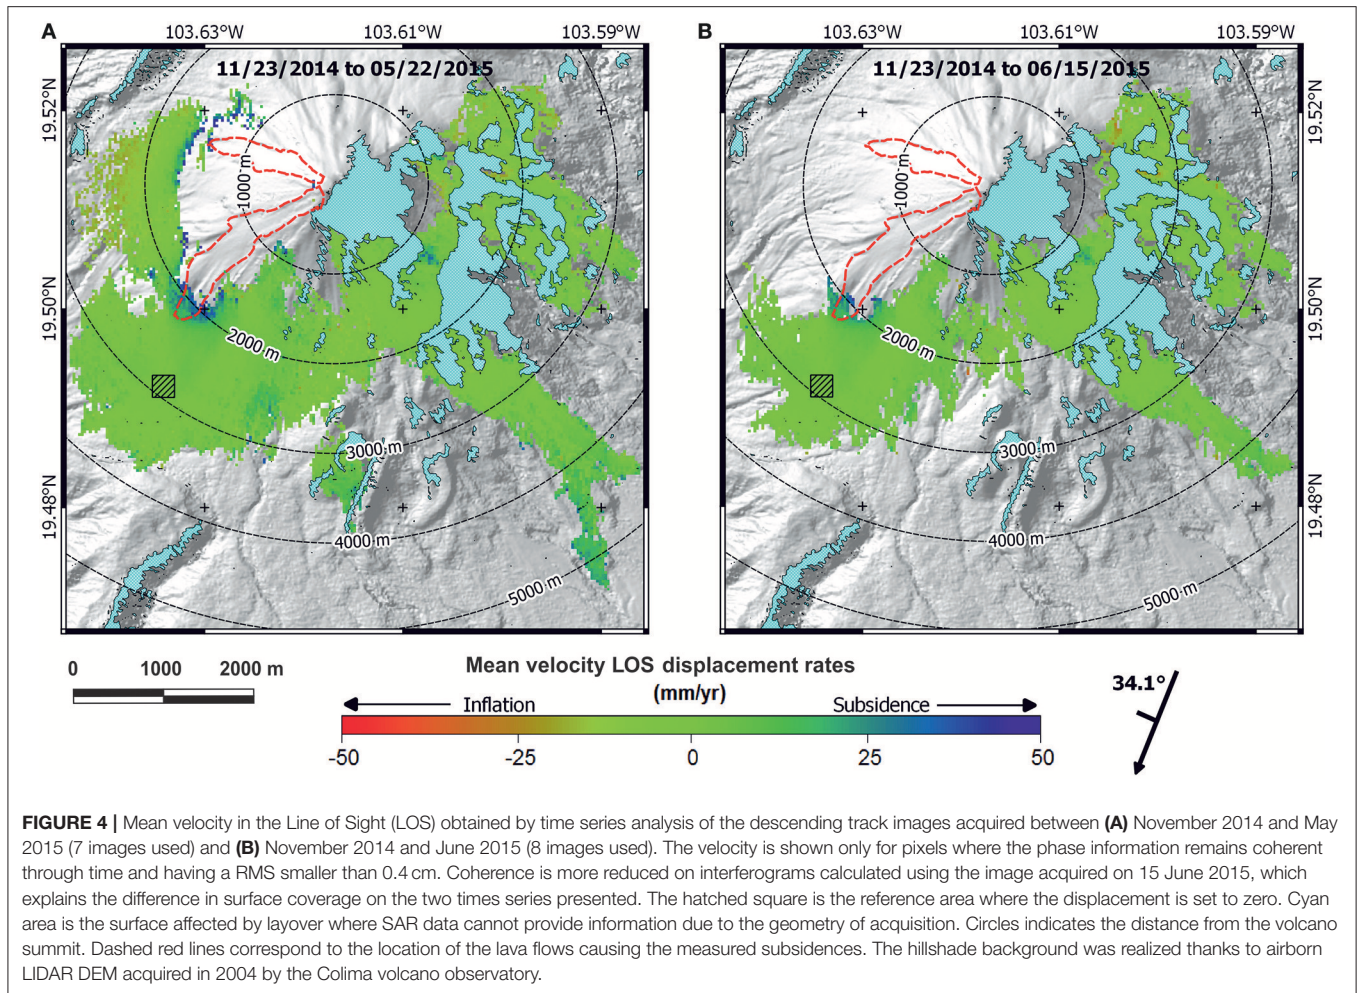 A
103.63°W
103.61°W
103.59°W
B
103.63°W
103.61°W
103.59°W
11/23/2014 to 05/22/2015
11/23/2014 to 06/15/2015
19.52°N
19.50°N
19.48°N
19.52°N
19.50°N
19.48°N
1000 m
2000 m
3000 m
4000 m
5000 m
1000 m
2000 m
3000 m
4000 m
5000 m
0 1000 2000 m
Mean velocity LOS displacement rates
(mm/yr)
Inflation
Subsidence
-50 -25 0 25 50
34.1°
FIGURE 4 | Mean velocity in the Line of Sight (LOS) obtained by time series analysis of the descending track images acquired between (A) November 2014 and May
2015 (7 images used) and (B) November 2014 and June 2015 (8 images used). The velocity is shown only for pixels where the phase information remains coherent
through time and having a RMS smaller than 0.4 cm. Coherence is more reduced on interferograms calculated using the image acquired on 15 June 2015, which
explains the difference in surface coverage on the two times series presented. The hatched square is the reference area where the displacement is set to zero. Cyan
area is the surface affected by layover where SAR data cannot provide information due to the geometry of acquisition. Circles indicates the distance from the volcano
summit. Dashed red lines correspond to the location of the lava flows causing the measured subsidences. The hillshade background was realized thanks to airborn
LIDAR DEM acquired in 2004 by the Colima volcano observatory.